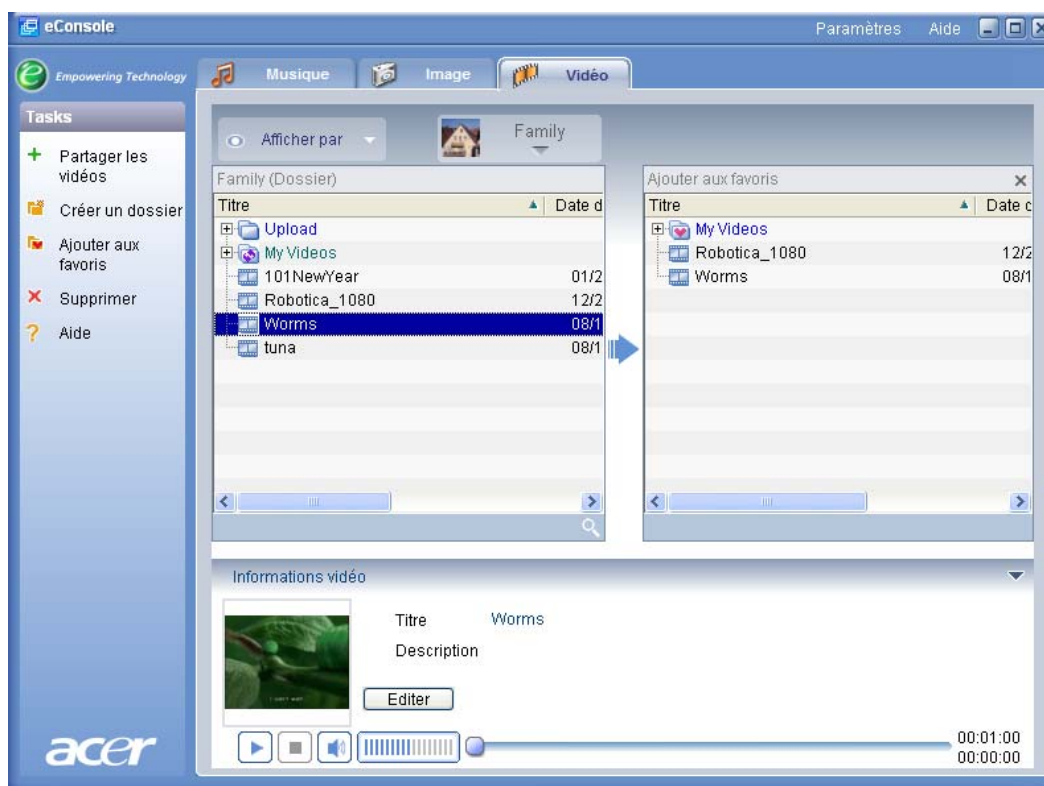 eConsole Paramètres Aide
Empowering Technology Musique Image Vidéo
Tasks
Partager les
vidéos
Créer un dossier
Ajouter aux
favoris
Supprimer
Aide
Afficher par Family
Family (Dossier)
Titre Date d
Upload
My Videos
101NewYear 01/2
Robotica_1080 12/2
Worms 08/1
tuna 08/1
Ajouter aux favoris
Titre Date c
My Videos
Robotica_1080 12/2
Worms 08/1
Informations vidéo
Titre Worms
Description
Editer
00:01:00
00:00:00
acer